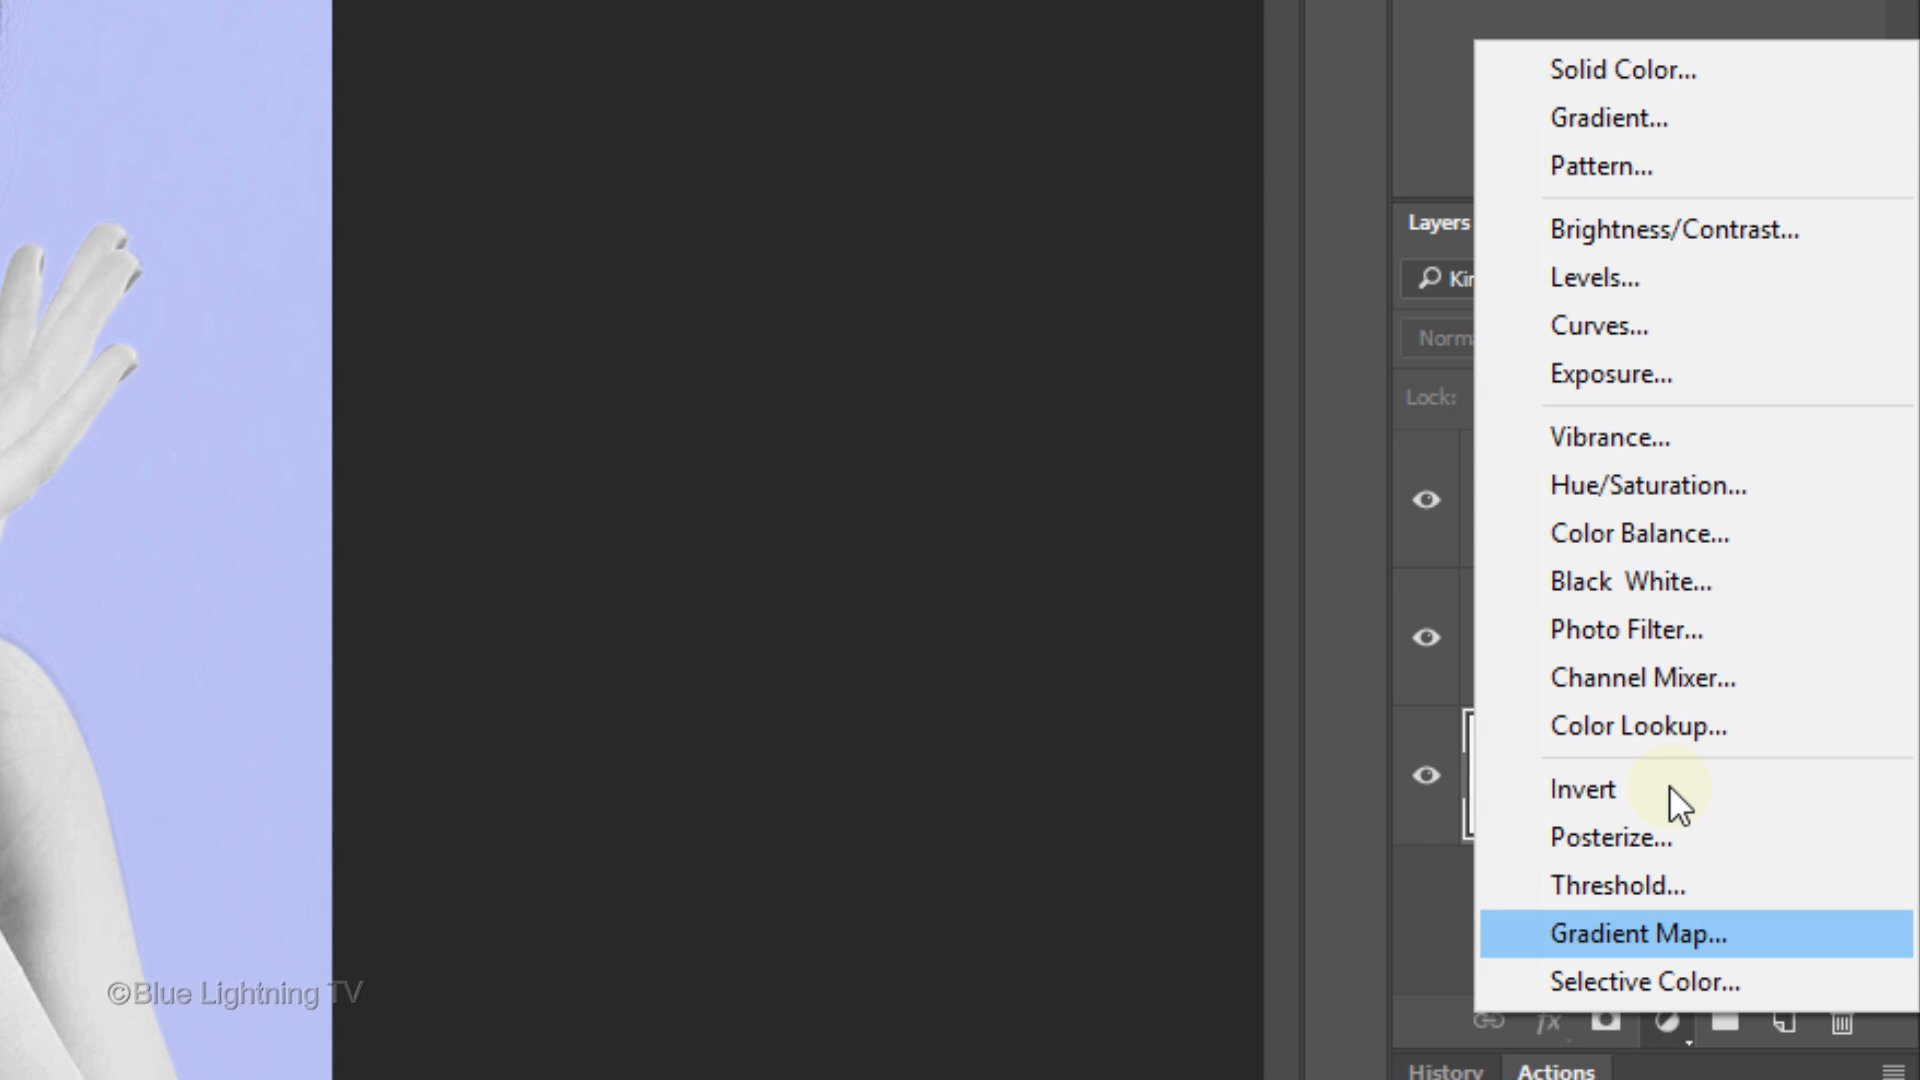 Solid Color...
Gradient...
Pattern...
Brightness/Contrast...
Levels...
Curves...
Exposure...
Vibrance...
Hue/Saturation...
Color Balance...
Black  White...
Photo Filter...
Channel Mixer...
Color Lookup...
Invert
Posterize...
Threshold...
Gradient Map...
Selective Color...
Layers
Lock:
fx
History
Actions
©Blue Lightning TV